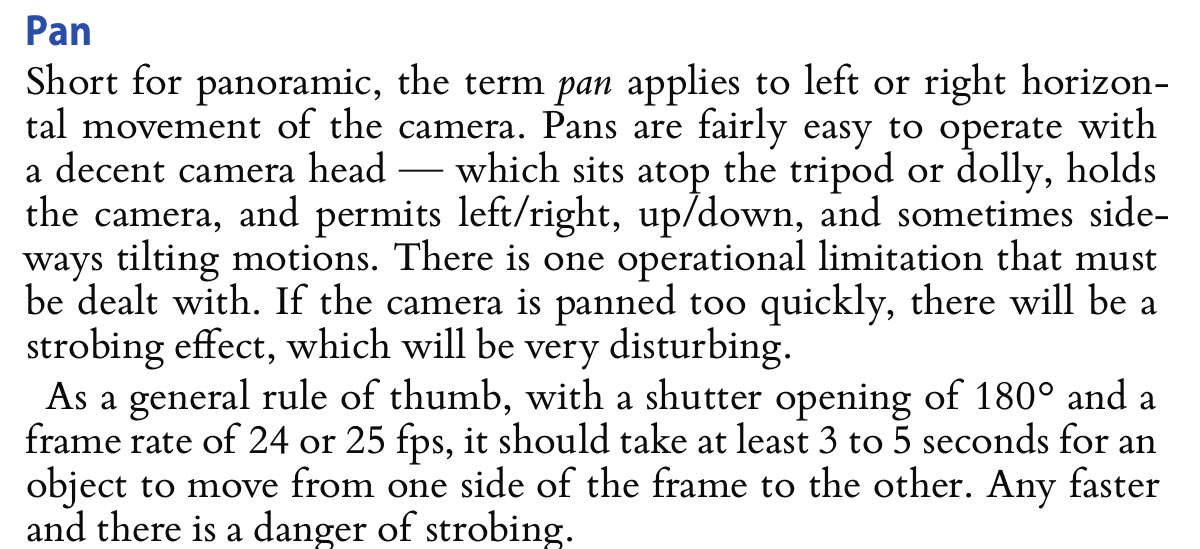 Pan
Short for panoramic, the term pan applies to left or right horizon-
tal movement of the camera. Pans are fairly easy to operate with
a decent camera head — which sits atop the tripod or dolly, holds
the camera, and permits left/right, up/down, and sometimes side-
ways tilting motions. There is one operational limitation that must
be dealt with. If the camera is panned too quickly, there will be a
strobing effect, which will be very disturbing.
As a general rule of thumb, with a shutter opening of 180° and a
frame rate of 24 or 25 fps, it should take at least 3 to 5 seconds for an
object to move from one side of the frame to the other. Any faster
and there is a danger of strobing.